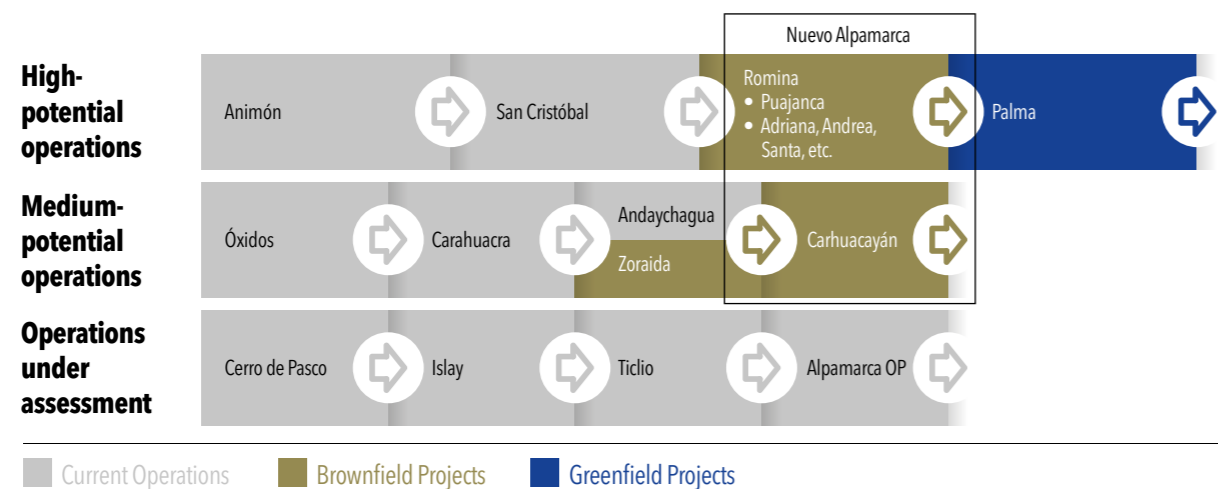 Nuevo Alpamarca
High-
potential
operations
Animón
San Cristóbal
Romina
• Puajanca
• Adriana, Andrea,
Santa, etc.
Palma
Medium-
potential
operations
Óxidos
Carahuacra
Andaychagua
Zoraida
Carhuacayán
Operations
under
assessment
Cerro de Pasco
Islay
Ticlio
Alpamarca OP
Current Operations
Brownfield Projects
Greenfield Projects